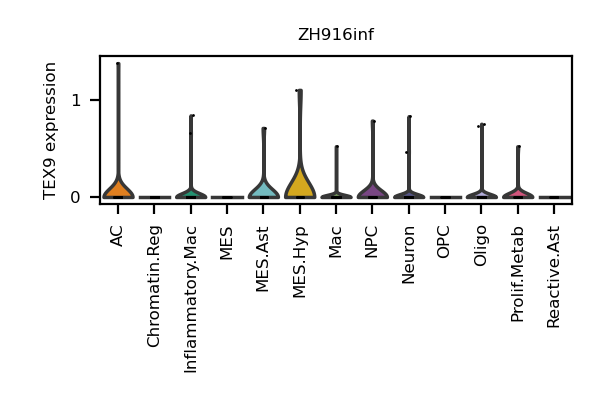 ZH916inf
TEX9 expression
1
0
AC
Chromatin.Reg
Inflammatory.Mac
MES
MES.Ast
MES.Hyp
Mac
NPC
Neuron
OPC
Oligo
Prolif.Metab
Reactive.Ast